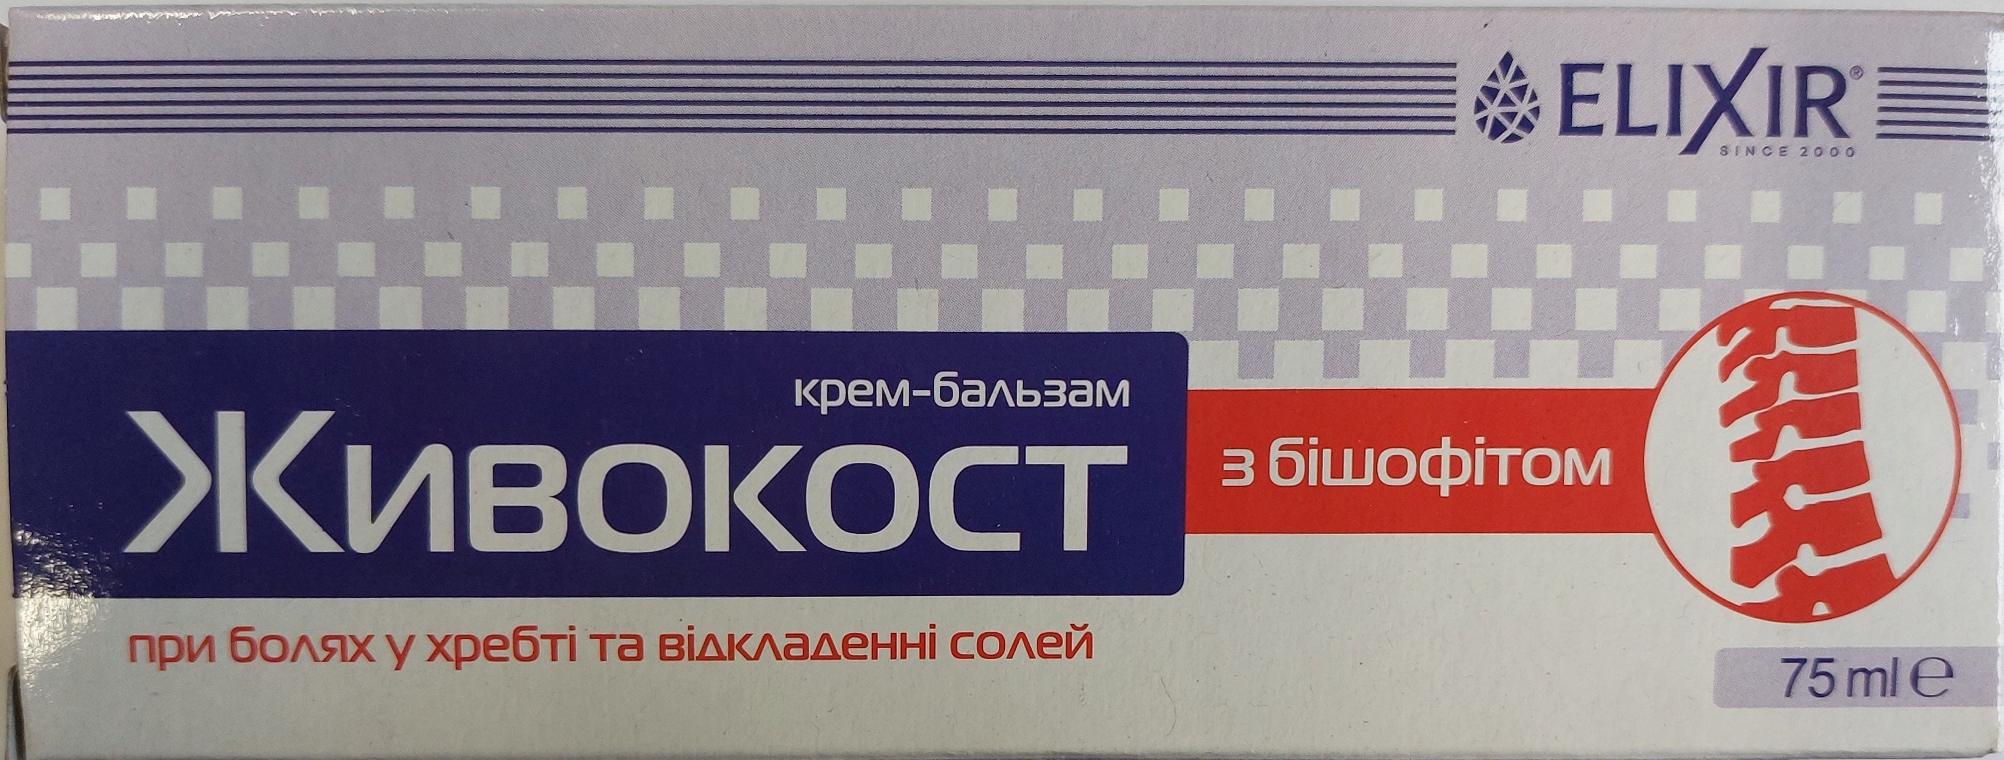 ELIXIR®
SINCE 2000
крем-бальзам
Живокост
з бішофітом
при болях у хребті та відкладенні солей
75 ml ℮